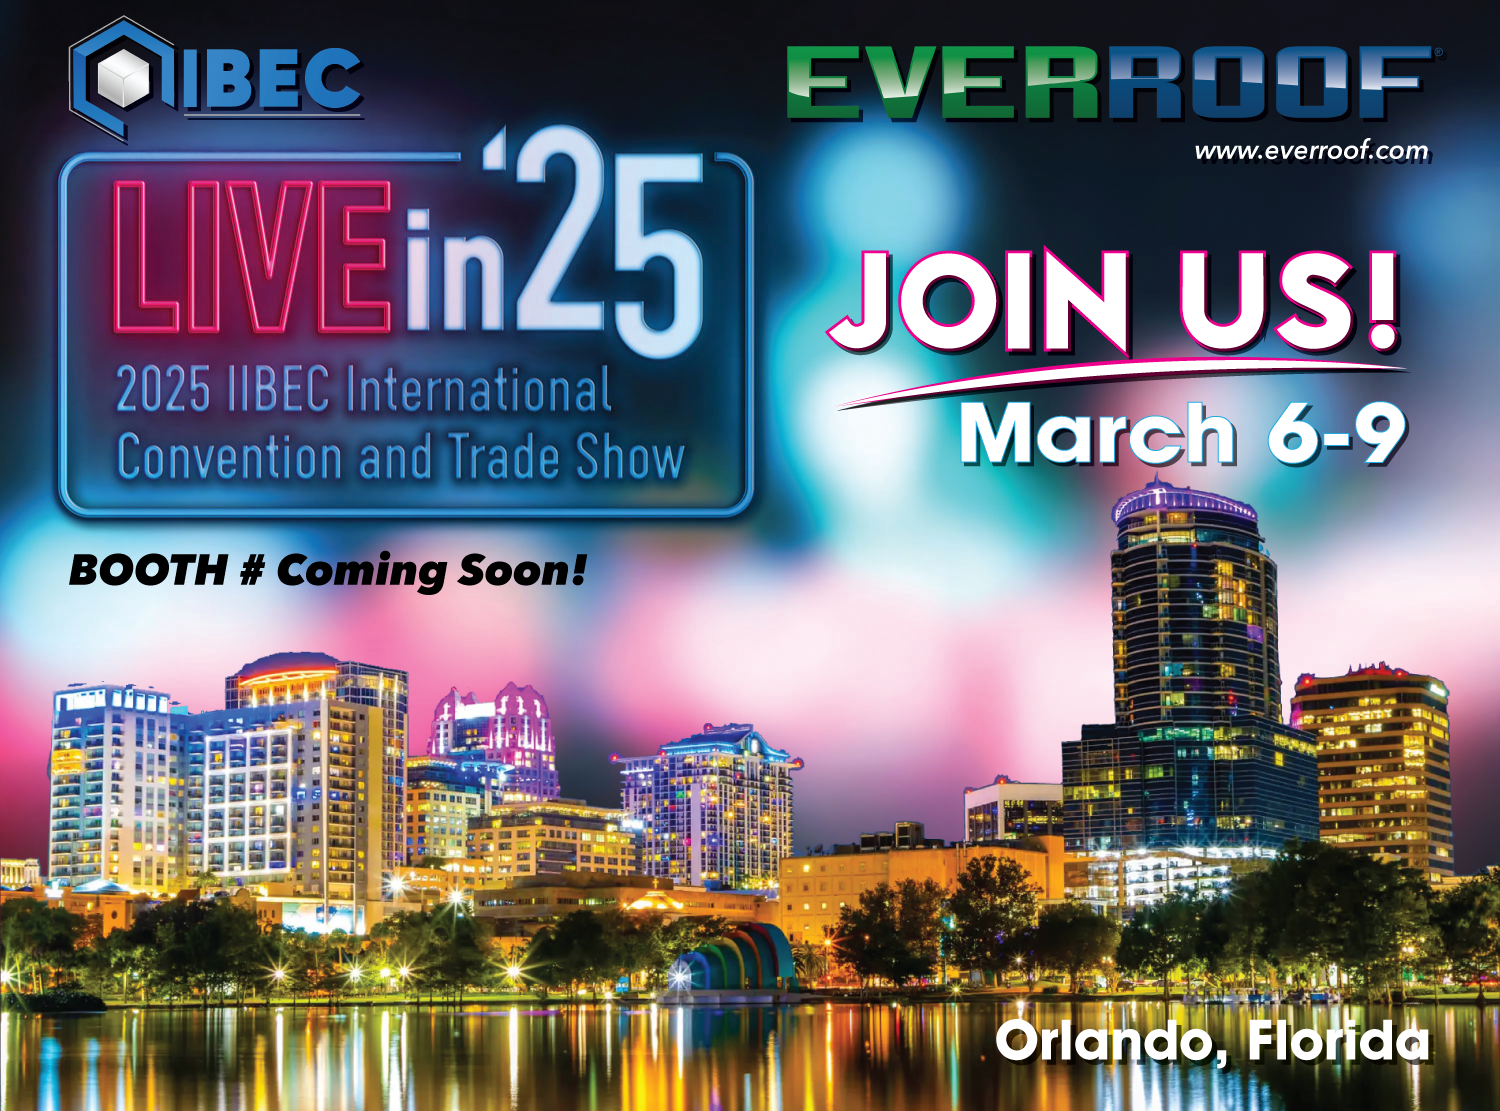 IIBEC
EVERROOF®
www.everroof.com
LIVE in '25
2025 IIBEC International
Convention and Trade Show
JOIN US!
March 6-9
BOOTH # Coming Soon!
Orlando, Florida